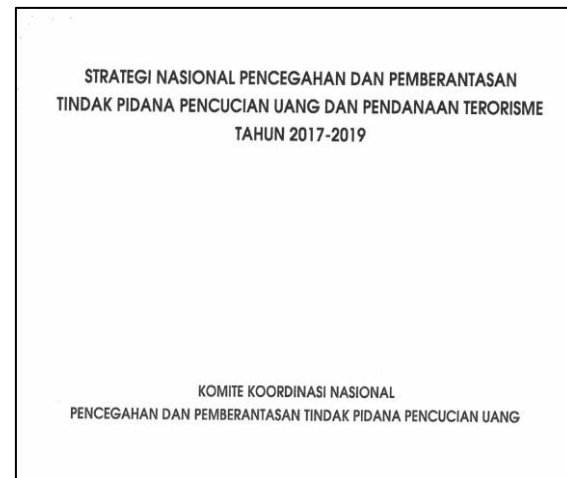 STRATEGI NASIONAL PENCEGAHAN DAN PEMBERANTASAN
TINDAK PIDANA PENCUCIAN UANG DAN PENDANAAN TERORISME
TAHUN 2017-2019
KOMITE KOORDINASI NASIONAL
PENCEGAHAN DAN PEMBERANTASAN TINDAK PIDANA PENCUCIAN UANG